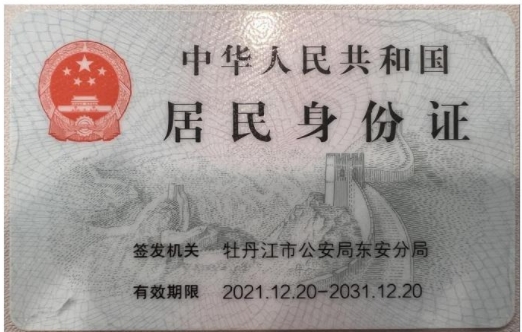 中华人民共和国
居民身份证
签发机关 牡丹江市公安局东安分局
有效期限 2021.12.20-2031.12.20